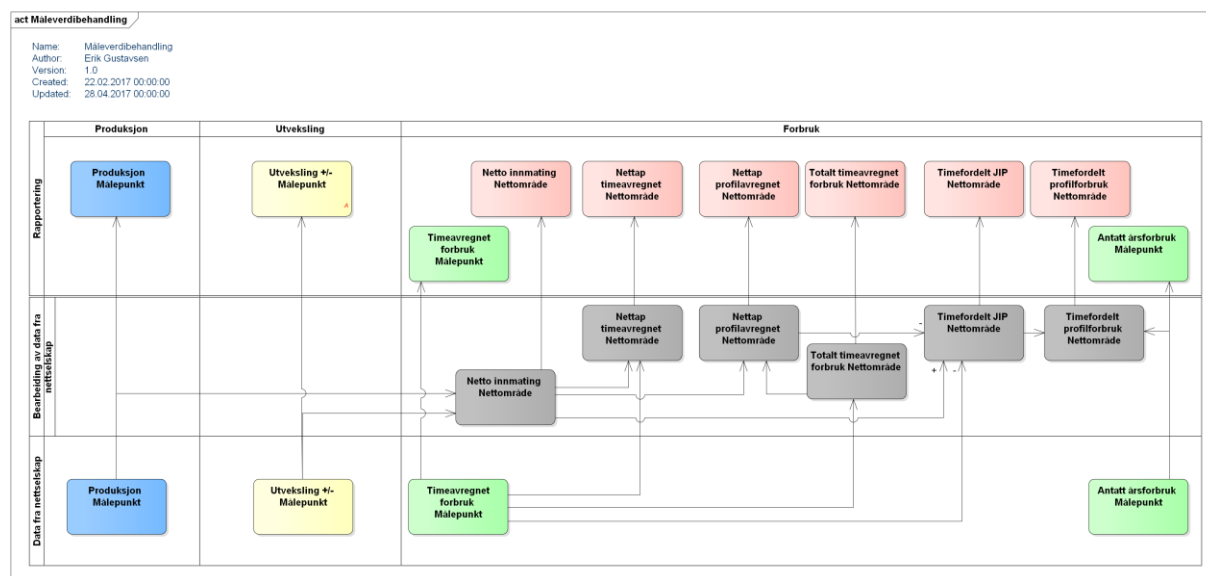 act Måleverdibehandling
Name: Måleverdibehandling
Author: Erik Gustavsen
Version: 1.0
Created: 22.02.2017 00:00:00
Updated: 28.04.2017 00:00:00
Produksjon
Utveksling
Forbruk
Rapportering
Produksjon
Målepunkt
Utveksling +/-
Målepunkt
A
Netto innmating
Nettområde
Nettap
timeavregnet
Nettområde
Nettap
profilavregnet
Nettområde
Totalt timeavregnet
forbruk Nettområde
Timefordelt JIP
Nettområde
Timefordelt
profilforbruk
Nettområde
Timeavregnet
forbruk
Målepunkt
Antatt årsforbruk
Målepunkt
Bearbeiding av data fra
nettselskap
Nettap
timeavregnet
Nettområde
Nettap
profilavregnet
Nettområde
-
Timefordelt JIP
Nettområde
Timefordelt
profilforbruk
Nettområde
Totalt timeavregnet
forbruk Nettområde
Netto innmating
Nettområde
+
-
Data fra nettselskap
Produksjon
Målepunkt
Utveksling +/-
Målepunkt
Timeavregnet
forbruk
Målepunkt
Antatt årsforbruk
Målepunkt